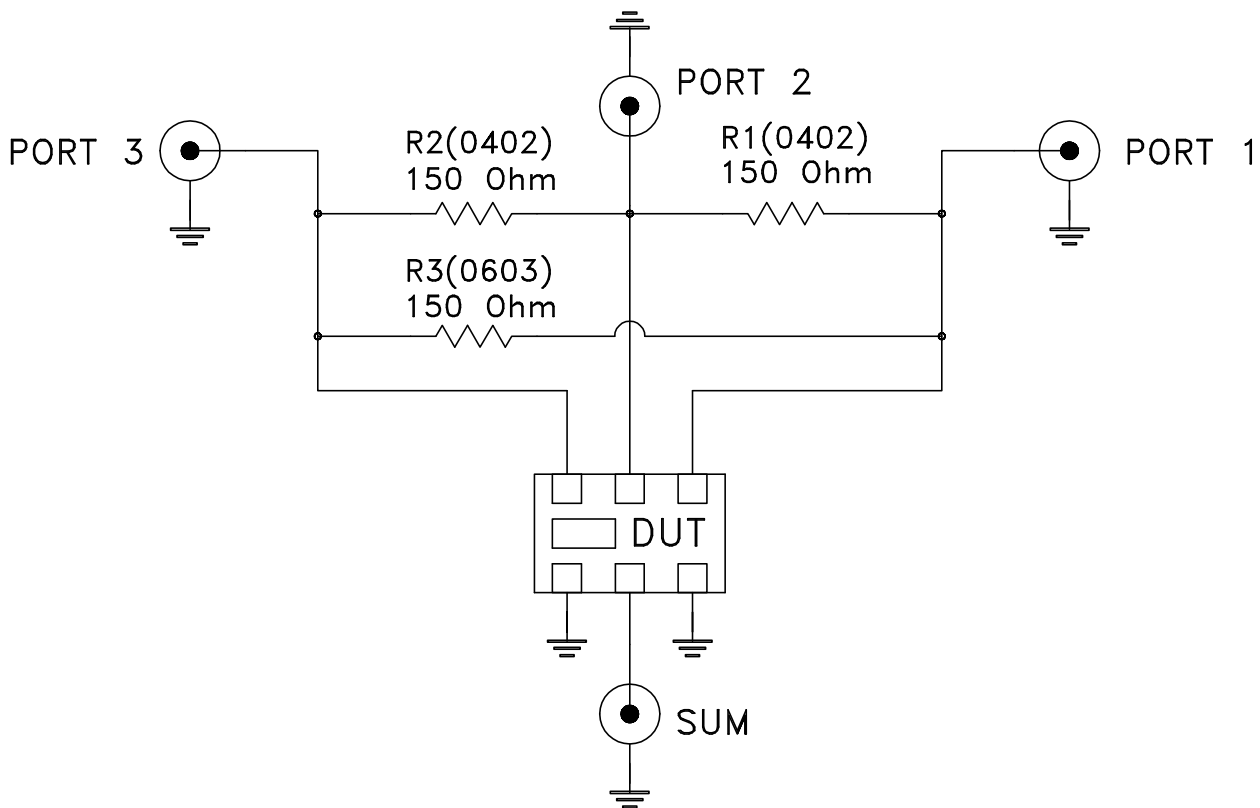 PORT 2
PORT 3
R2(0402)
150 Ohm
R1(0402)
150 Ohm
PORT 1
R3(0603)
150 Ohm
DUT
SUM